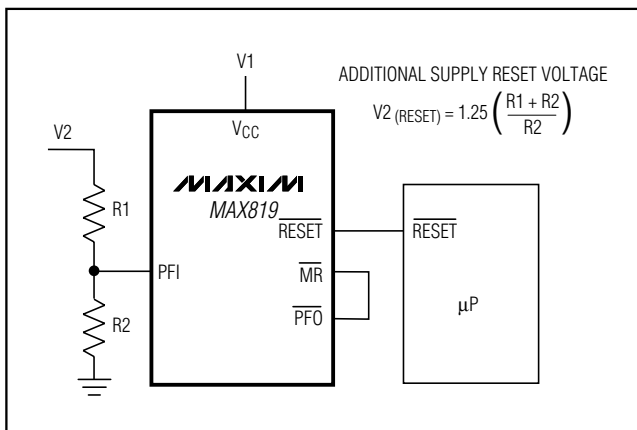 V1
ADDITIONAL SUPPLY RESET VOLTAGE
V2 (RESET) = 1.25 ( R1 + R2 / R2 )
V2
VCC
MAXIM
MAX819
R1
RESET
RESET
PFI
MR
µP
R2
PFO